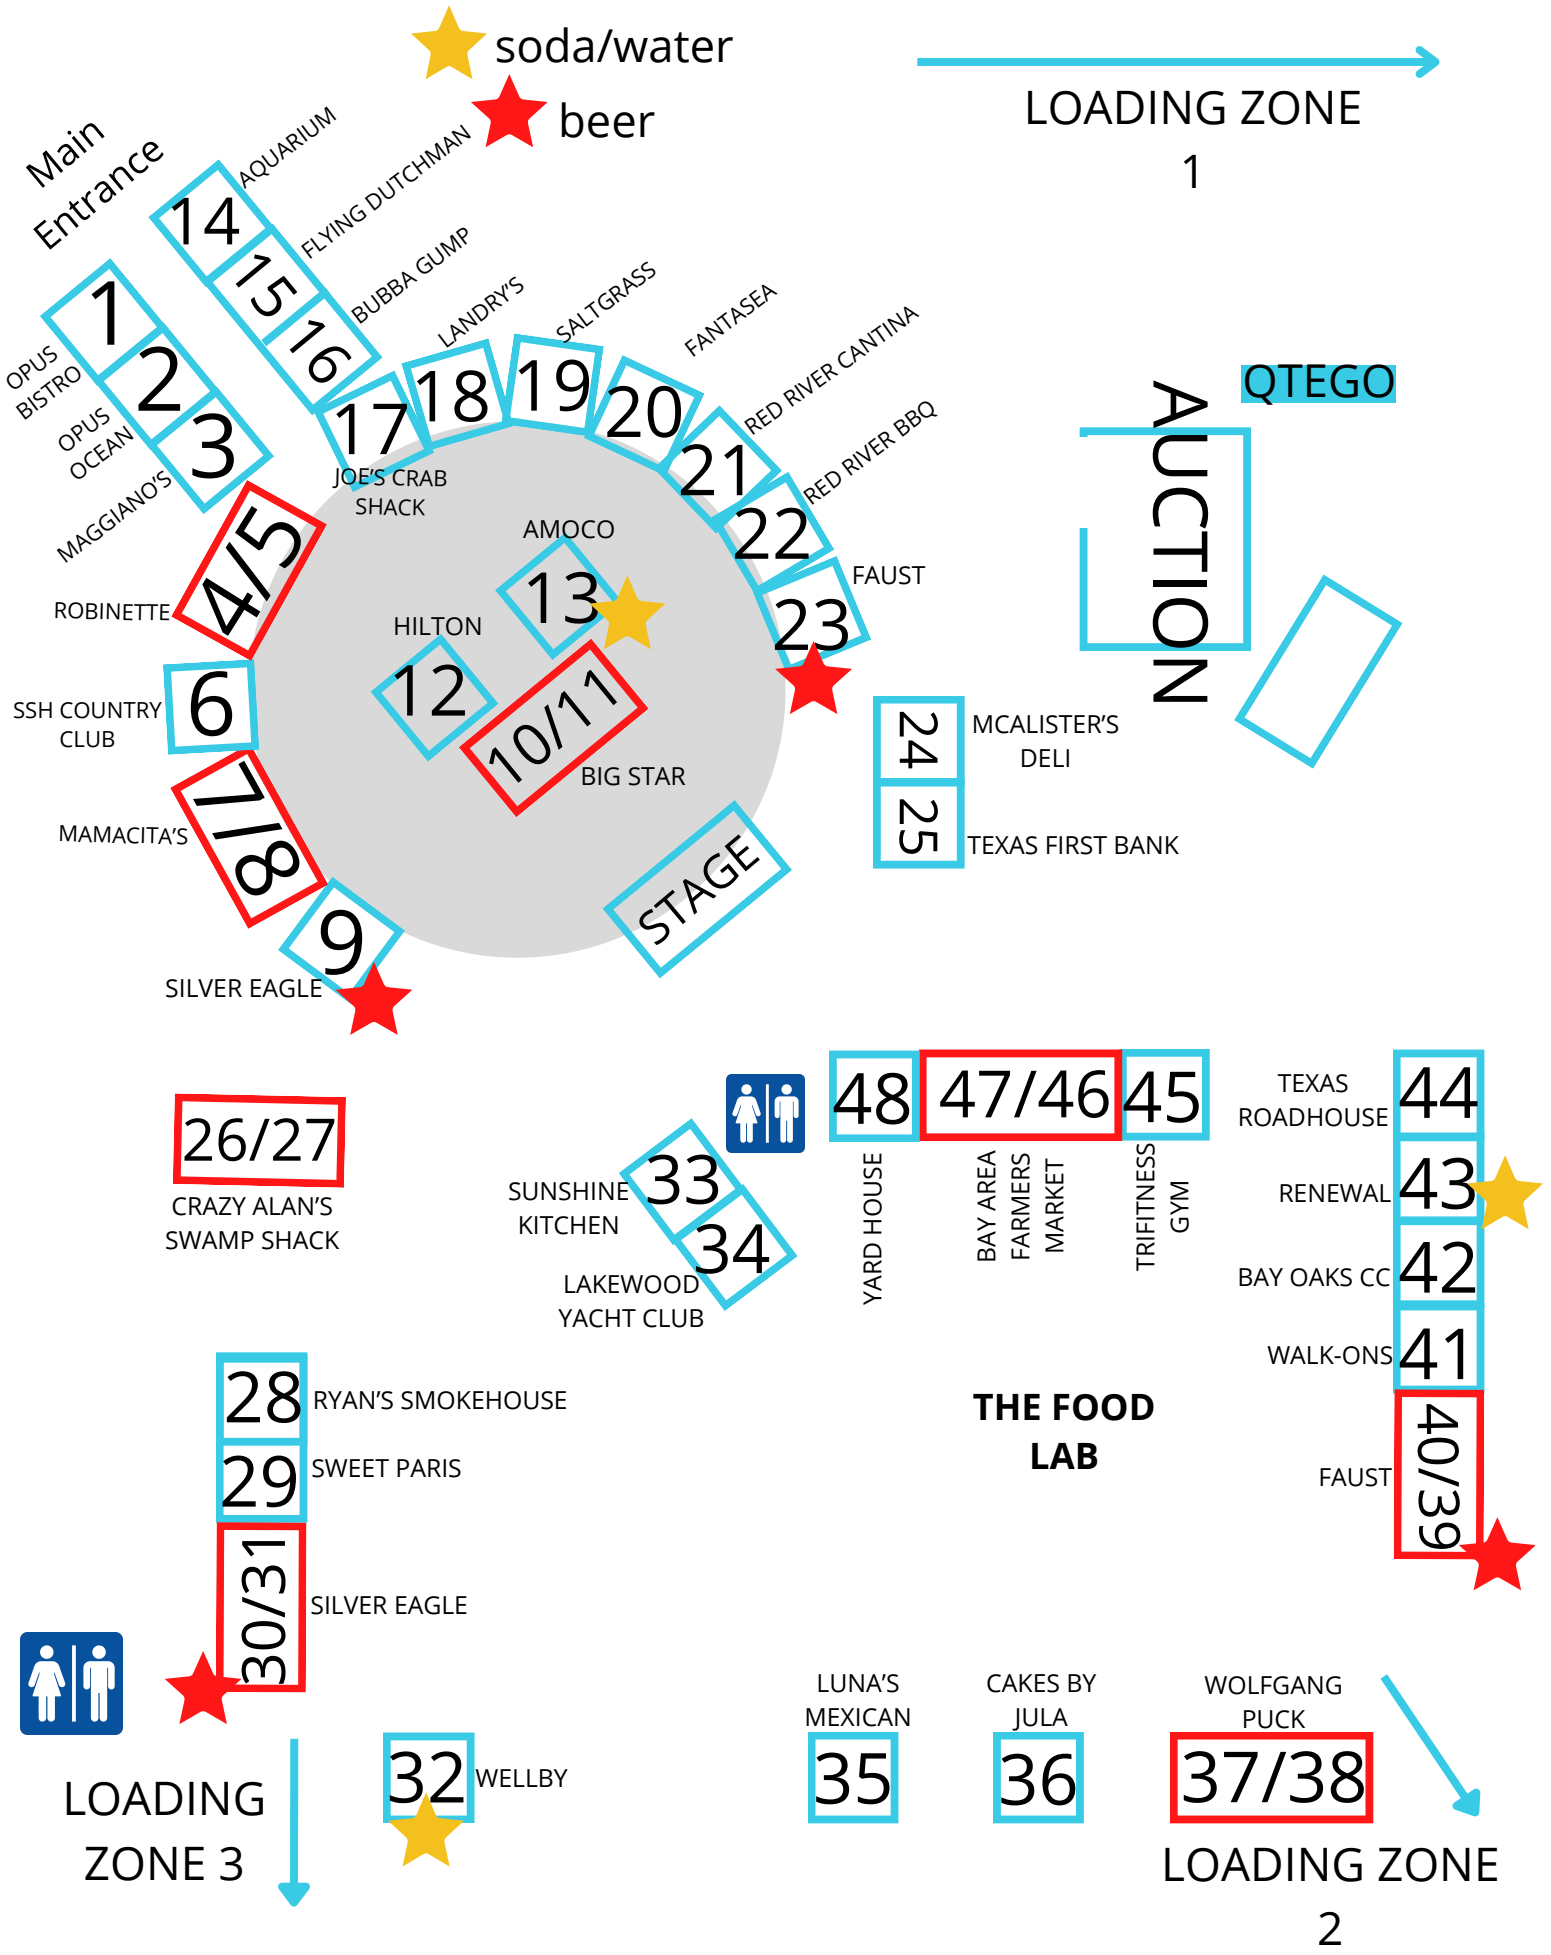 soda/water
beer
LOADING ZONE
1
Main
Entrance
AQUARIUM
14
FLYING DUTCHMAN
15
BUBBA GUMP
16
1
OPUS
BISTRO
2
OPUS
OCEAN
3
MAGGIANO'S
17
JOE'S CRAB
SHACK
LANDRY'S
18
SALTGRASS
19
FANTASEA
20
RED RIVER CANTINA
21
RED RIVER BBQ
22
FAUST
23
QTEGO
AUCTION
4/5
ROBINETTE
AMOCO
13
HILTON
12
10/11
BIG STAR
6
SSH COUNTRY
CLUB
7/8
MAMACITA'S
9
SILVER EAGLE
STAGE
24
MCALISTER'S
DELI
25
TEXAS FIRST BANK
26/27
CRAZY ALAN'S
SWAMP SHACK
33
SUNSHINE
KITCHEN
34
LAKEWOOD
YACHT CLUB
48
YARD HOUSE
47/46
BAY AREA
FARMERS
MARKET
45
TRIFITNESS
GYM
TEXAS
ROADHOUSE
44
RENEWAL
43
BAY OAKS CC
42
WALK-ONS
41
FAUST
40/39
THE FOOD
LAB
28
RYAN'S SMOKEHOUSE
29
SWEET PARIS
30/31
SILVER EAGLE
LOADING
ZONE 3
32
WELLBY
LUNA'S
MEXICAN
35
CAKES BY
JULA
36
WOLFGANG
PUCK
37/38
LOADING ZONE
2